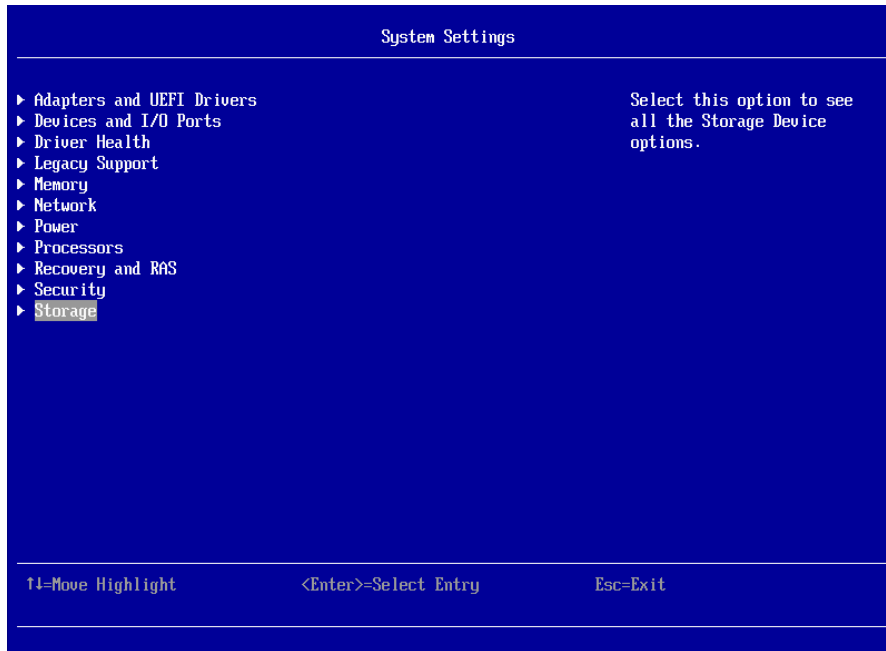 System Settings
▶ Adapters and UEFI Drivers
▶ Devices and I/O Ports
▶ Driver Health
▶ Legacy Support
▶ Memory
▶ Network
▶ Power
▶ Processors
▶ Recovery and RAS
▶ Security
▶ Storage
Select this option to see
all the Storage Device
options.
↑↓=Move Highlight <Enter>=Select Entry Esc=Exit